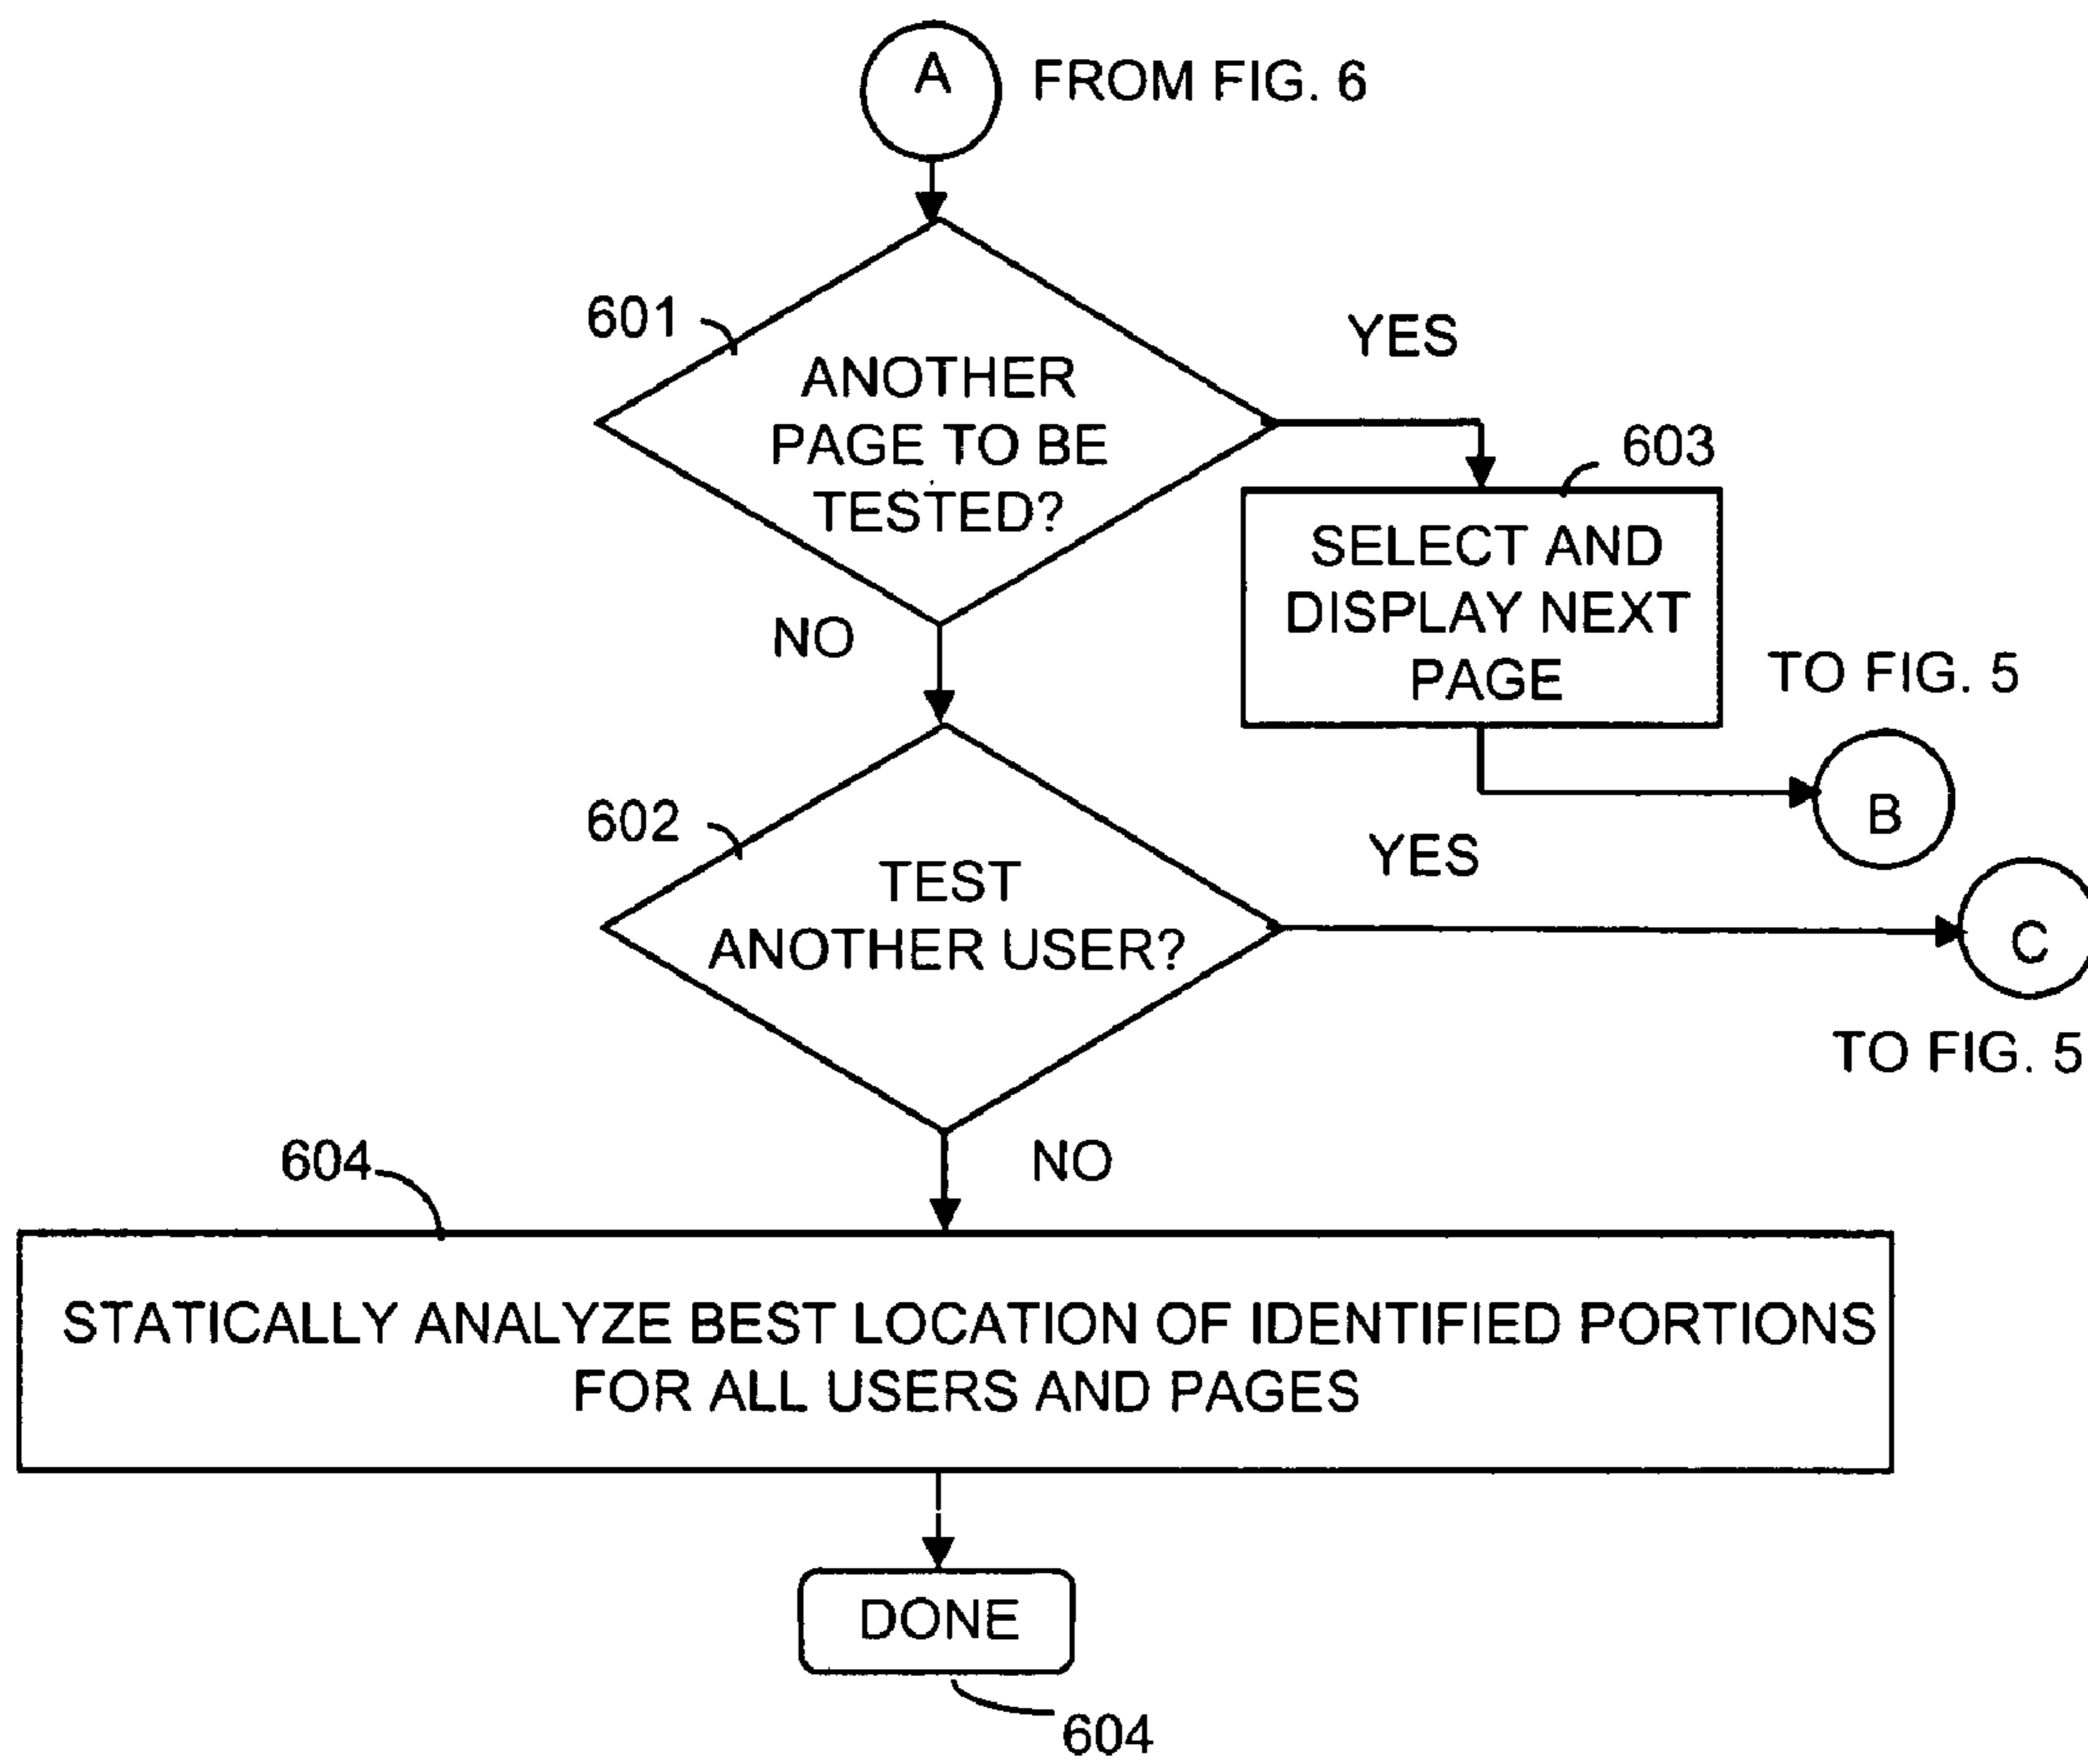 A
FROM FIG. 6
601
YES
ANOTHER
PAGE TO BE
TESTED?
603
SELECT AND
DISPLAY NEXT
PAGE
NO
TO FIG. 5
B
602
YES
TEST
ANOTHER USER?
C
TO FIG. 5
604
NO
STATICALLY ANALYZE BEST LOCATION OF IDENTIFIED PORTIONS
FOR ALL USERS AND PAGES
DONE
604